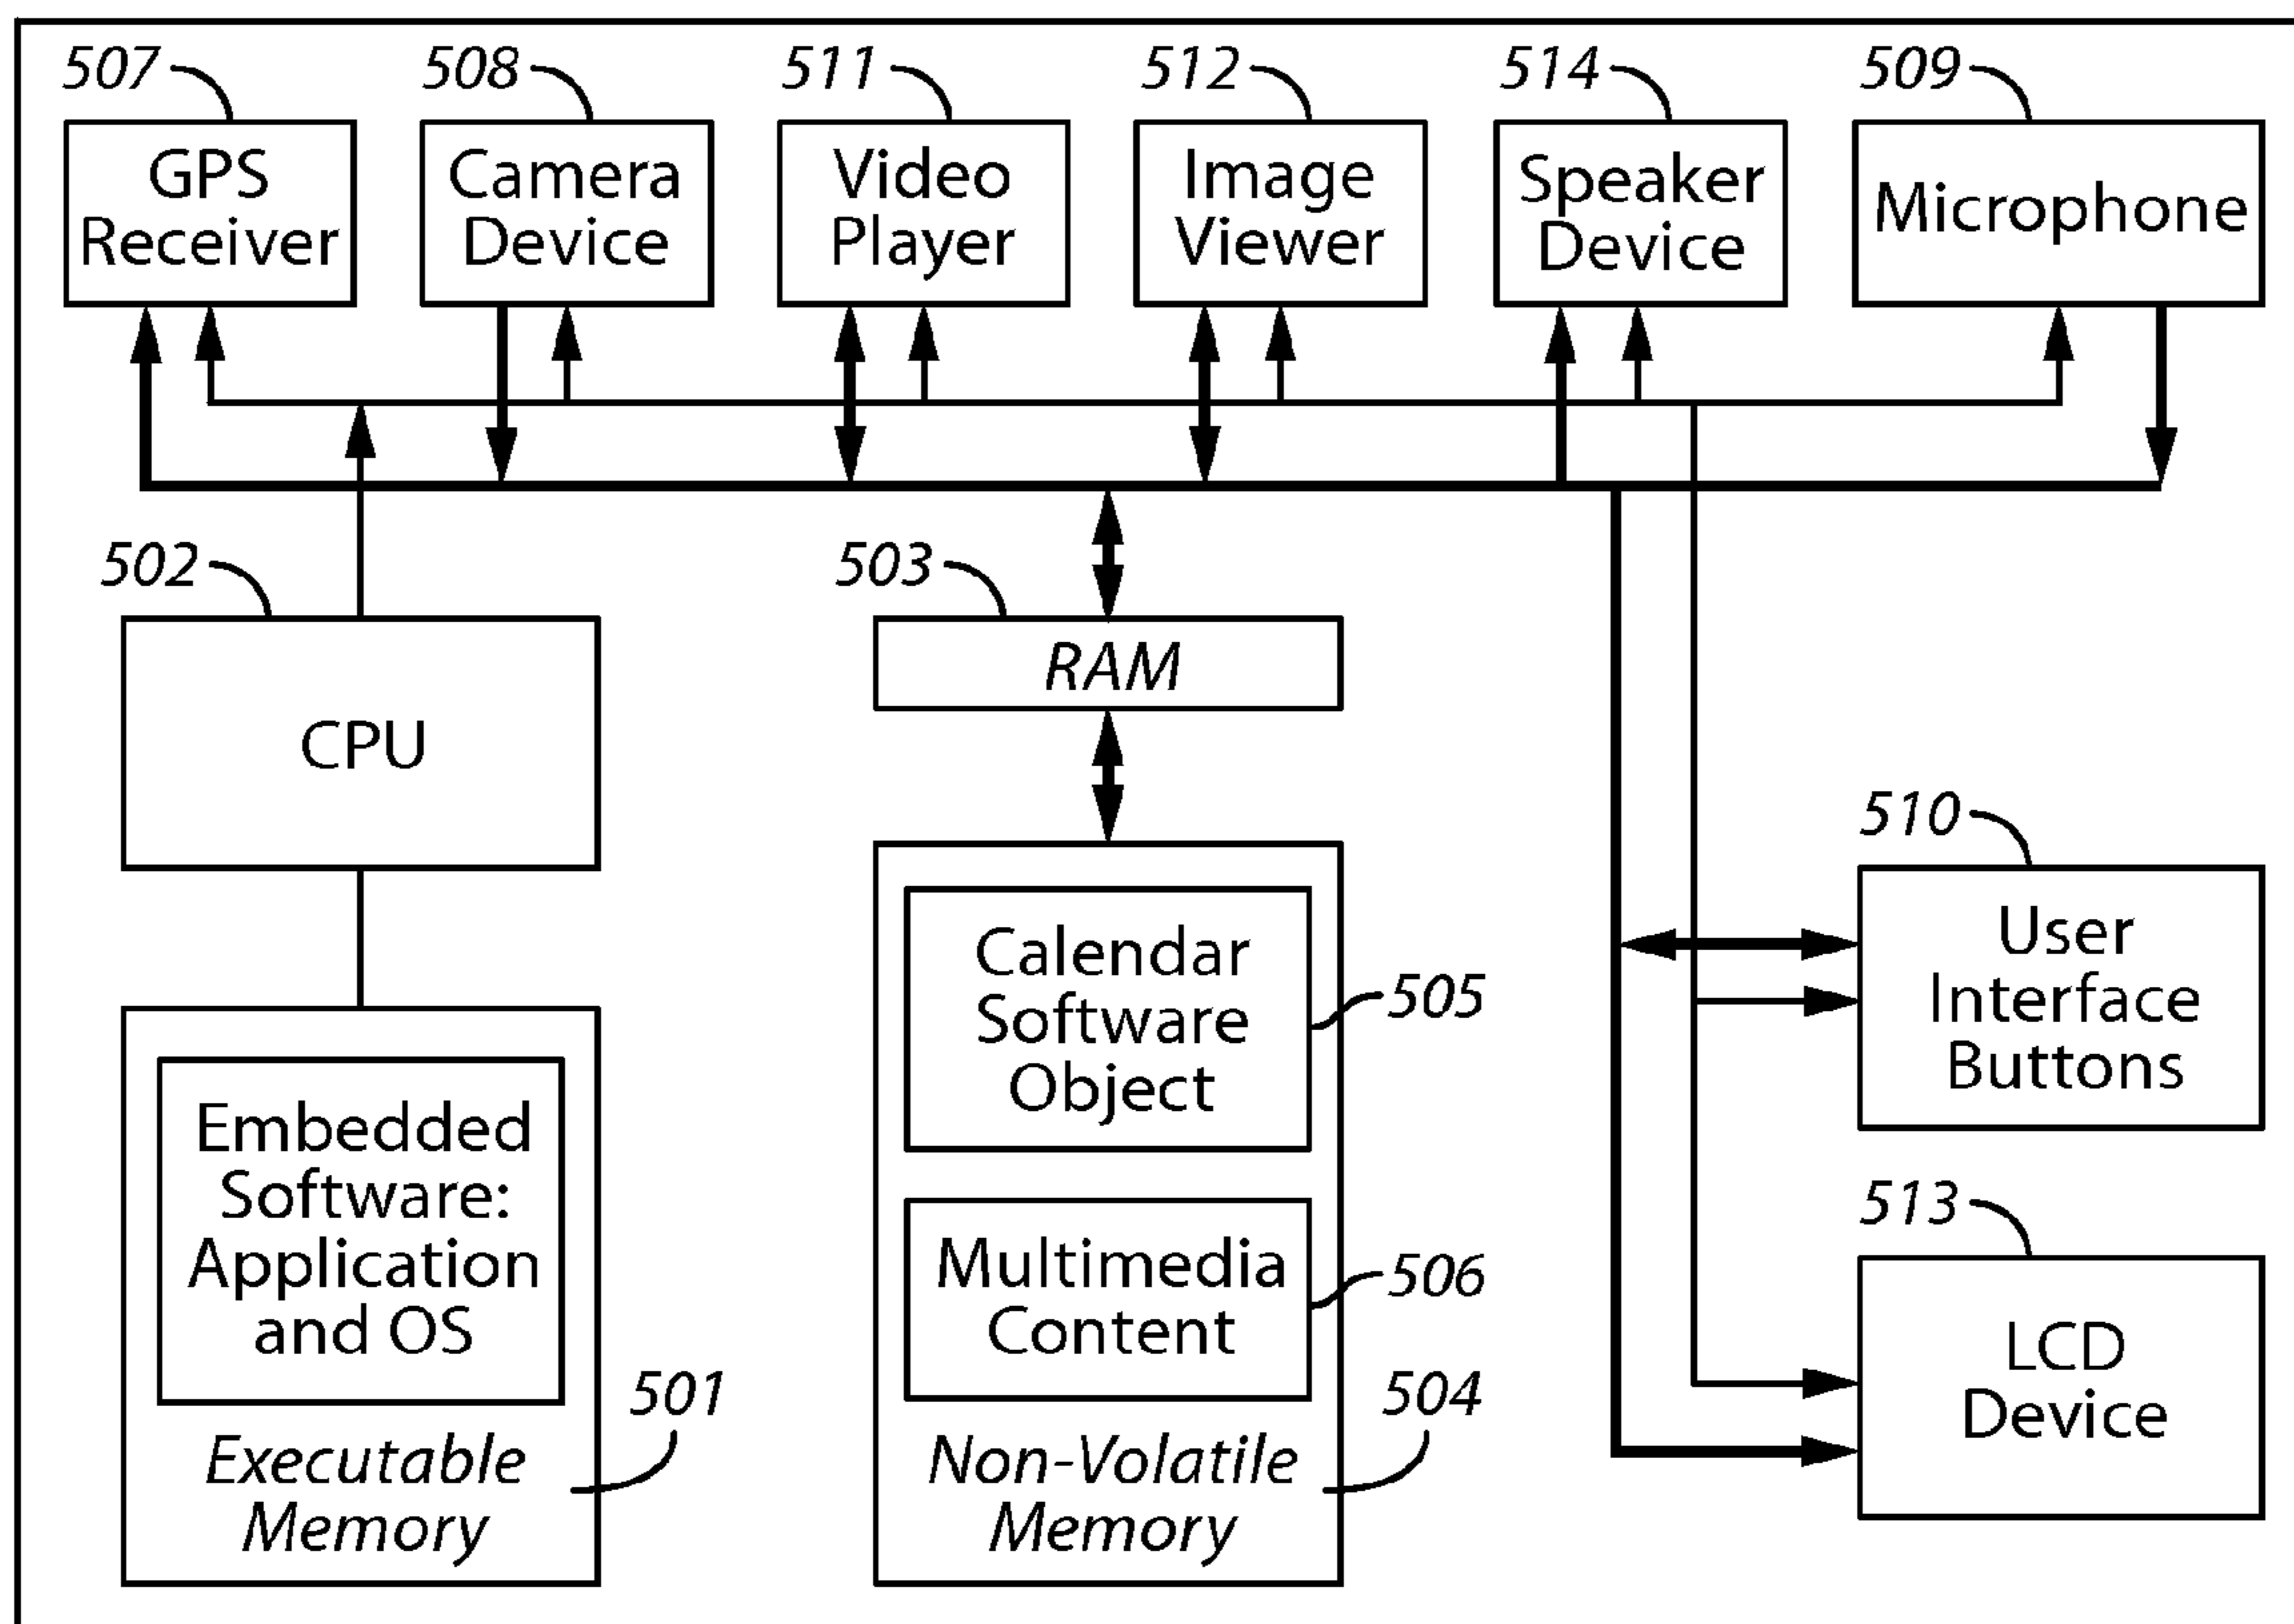 507
508
511
512
514
509
GPS
Receiver
Camera
Device
Video
Player
Image
Viewer
Speaker
Device
Microphone
502
503
CPU
RAM
510
User
Interface
Buttons
Calendar
Software
Object
505
Embedded
Software:
Application
and OS
Multimedia
Content
506
513
LCD
Device
501
504
Executable
Memory
Non-Volatile
Memory